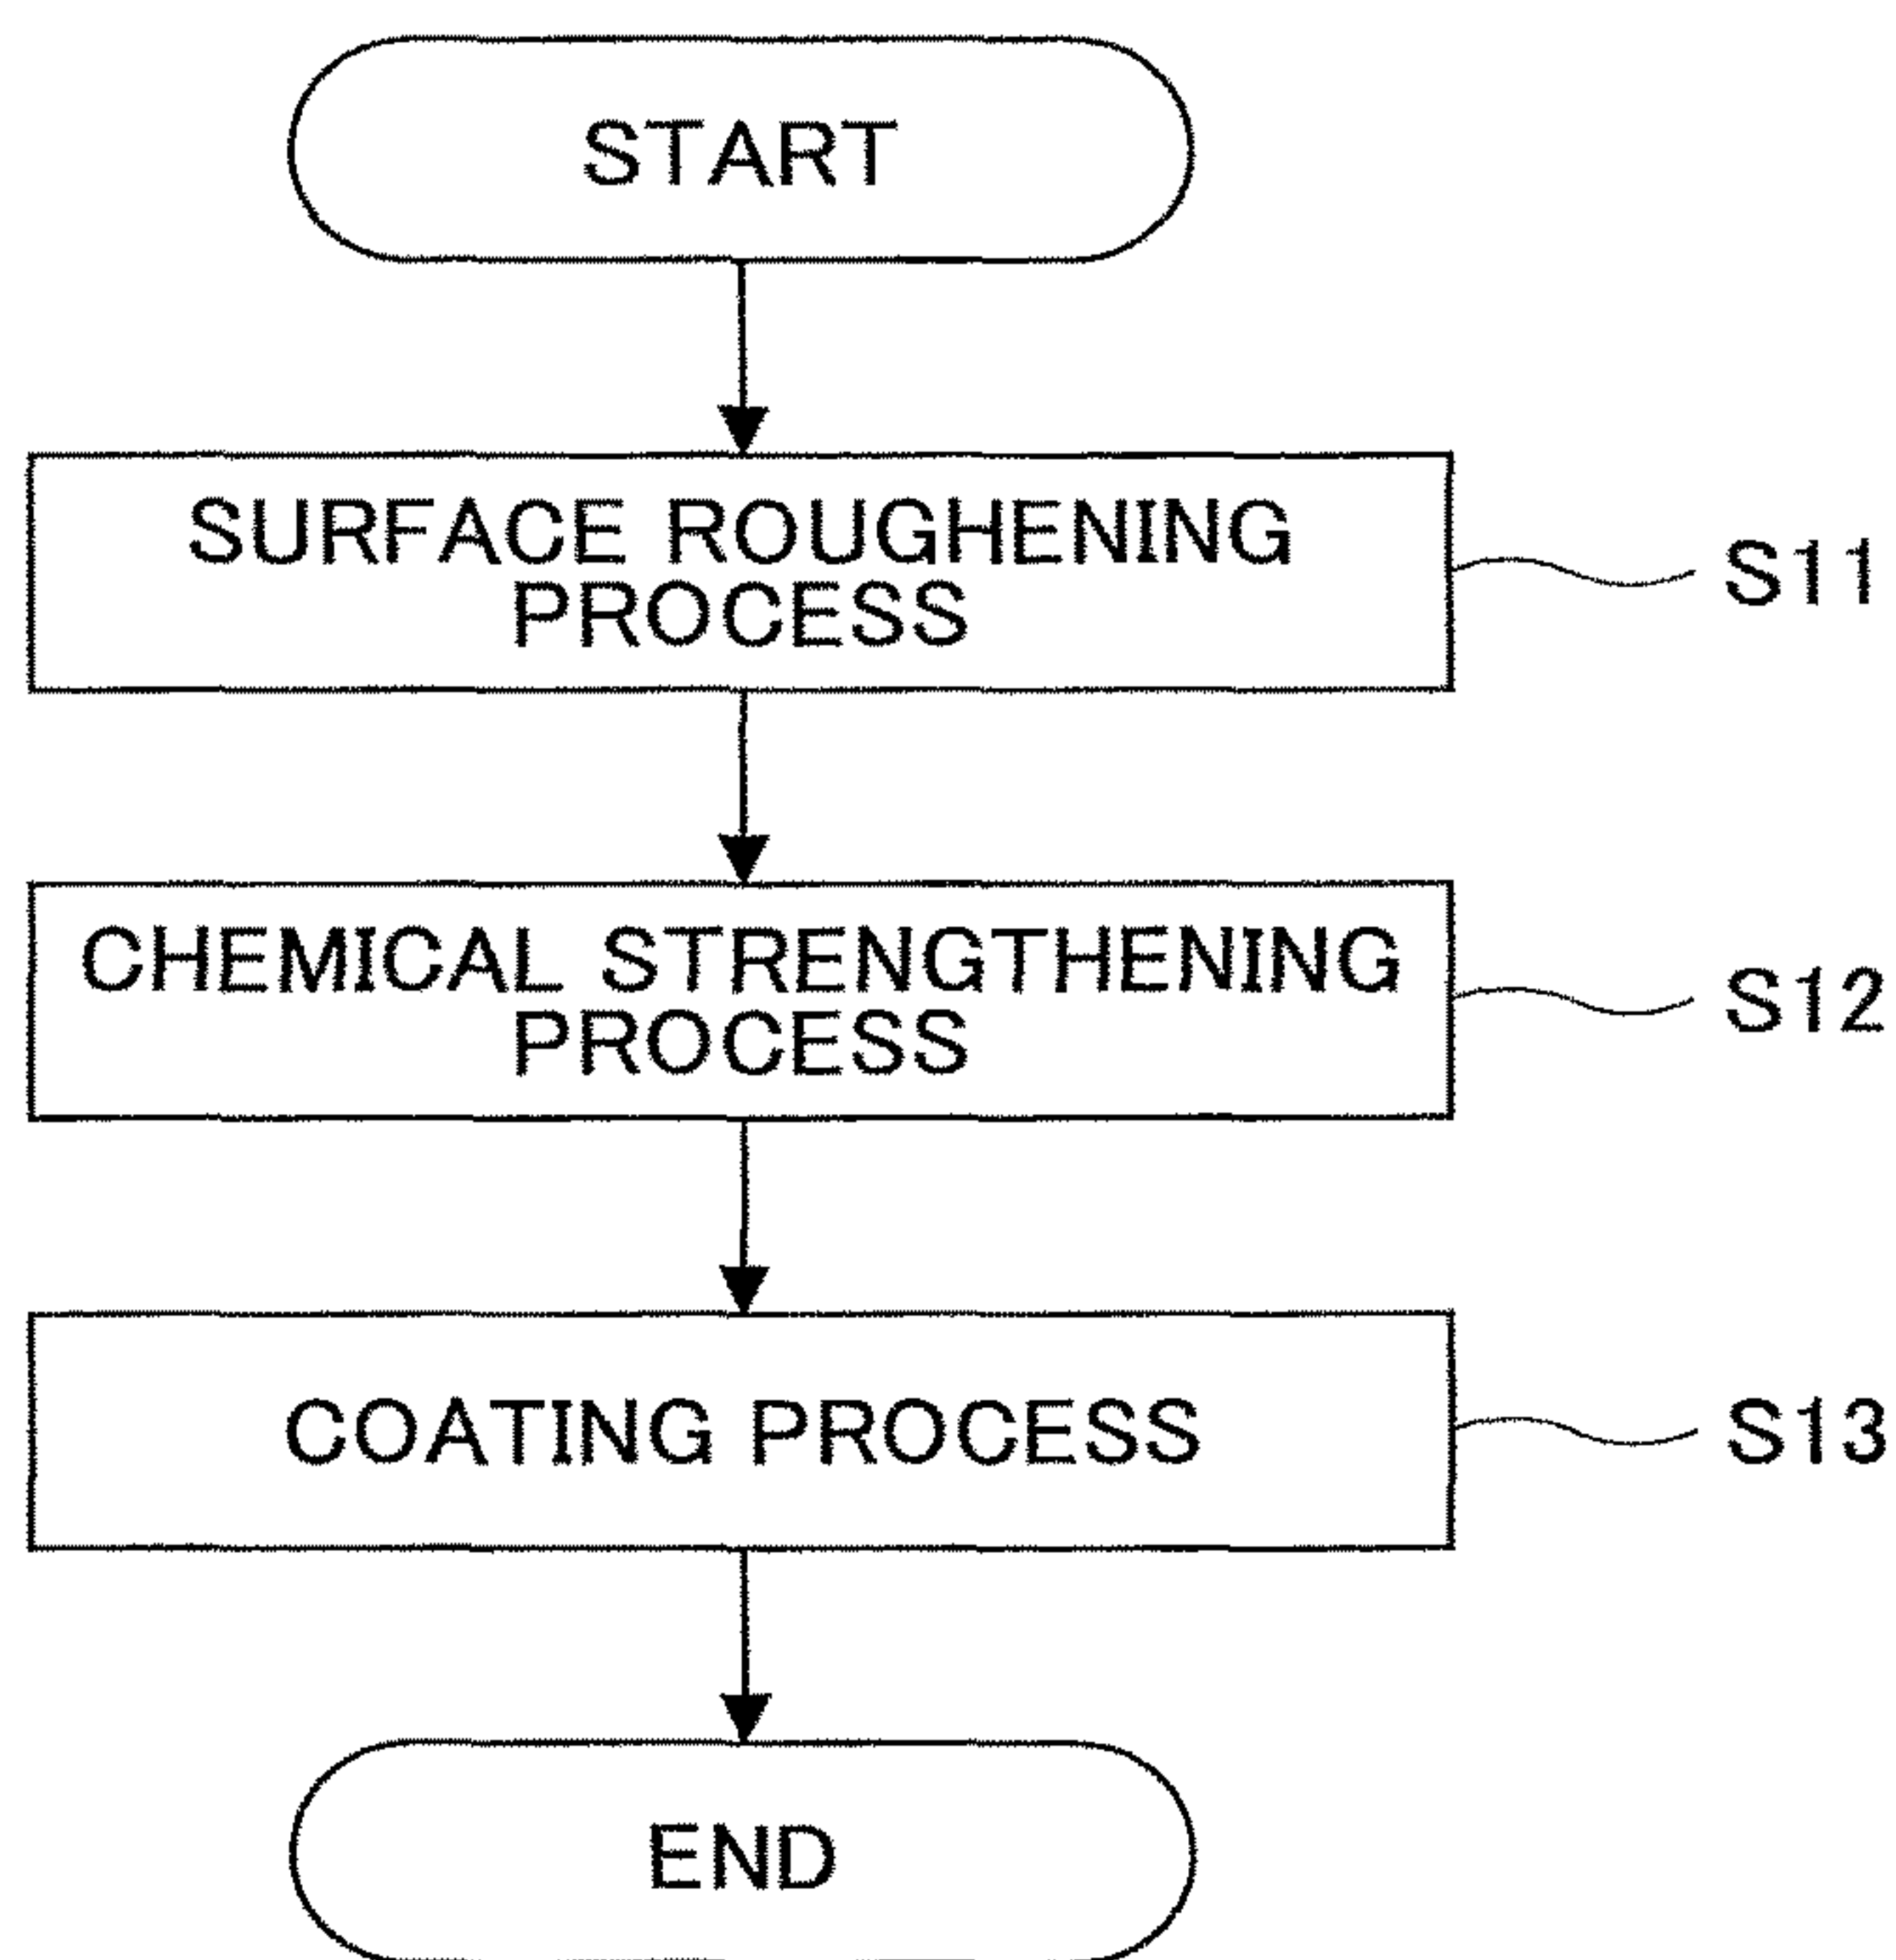 START
SURFACE ROUGHENING
PROCESS
S11
CHEMICAL STRENGTHENING
PROCESS
S12
COATING PROCESS
S13
END